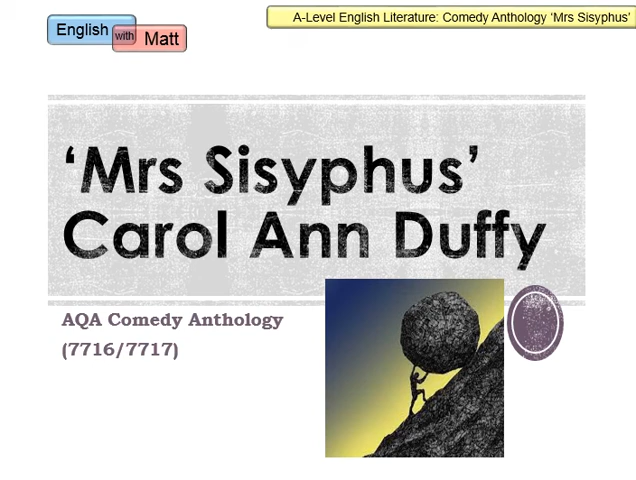 English with Matt
A-Level English Literature: Comedy Anthology 'Mrs Sisyphus'
‘Mrs Sisyphus’
Carol Ann Duffy
AQA Comedy Anthology
(7716/7717)